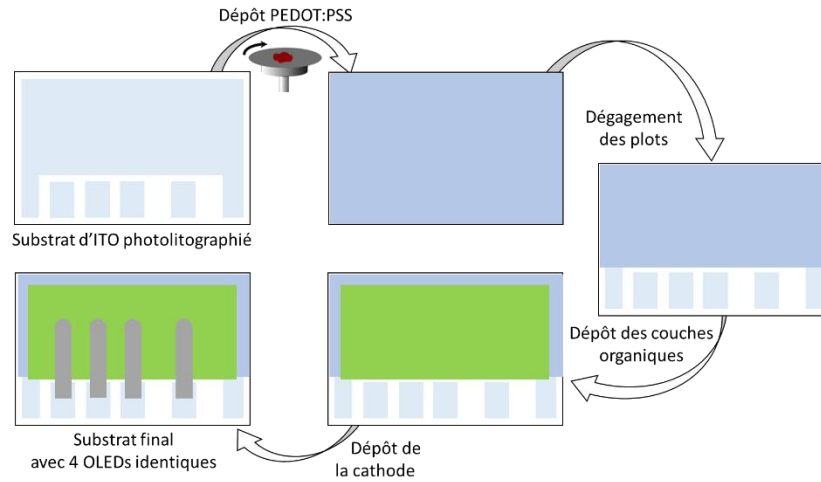 Dépôt PEDOT:PSS
Dégagement
des plots
Substrat d'ITO photolitographié
Dépôt des couches
organiques
Dépôt de
la cathode
Substrat final
avec 4 OLEDs identiques